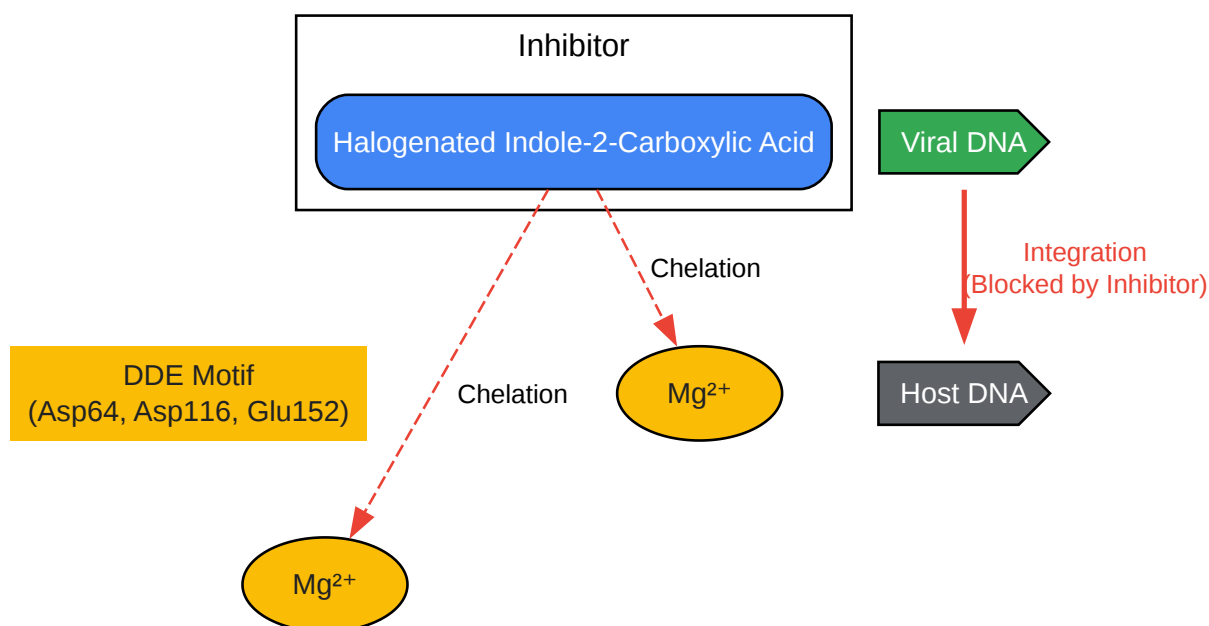 Inhibitor
Halogenated Indole-2-Carboxylic Acid
Viral DNA
Chelation
Integration
(Blocked by Inhibitor)
DDE Motif
(Asp64, Asp116, Glu152)
Chelation
Mg²⁺
Host DNA
Mg²⁺